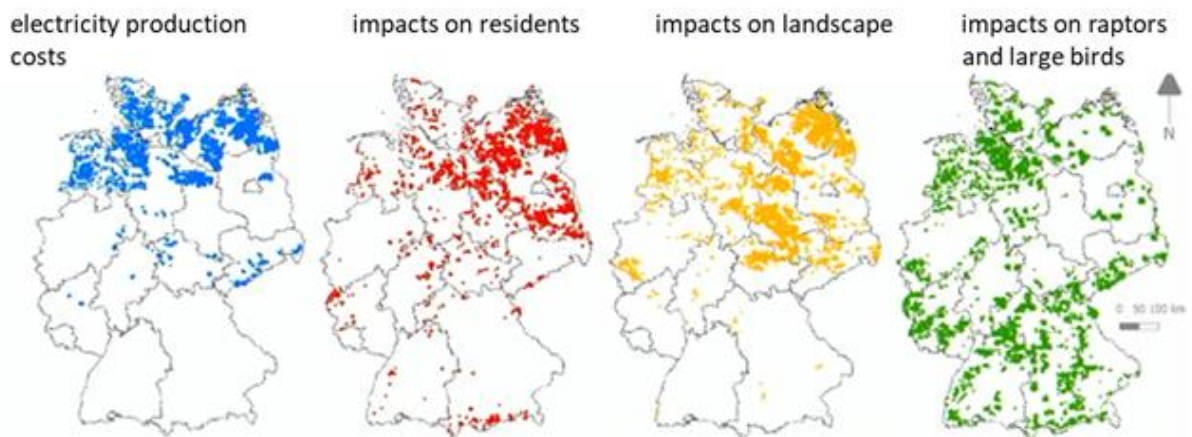 electricity production
costs
impacts on residents
impacts on landscape
impacts on raptors
and large birds
N
0 50 100 km